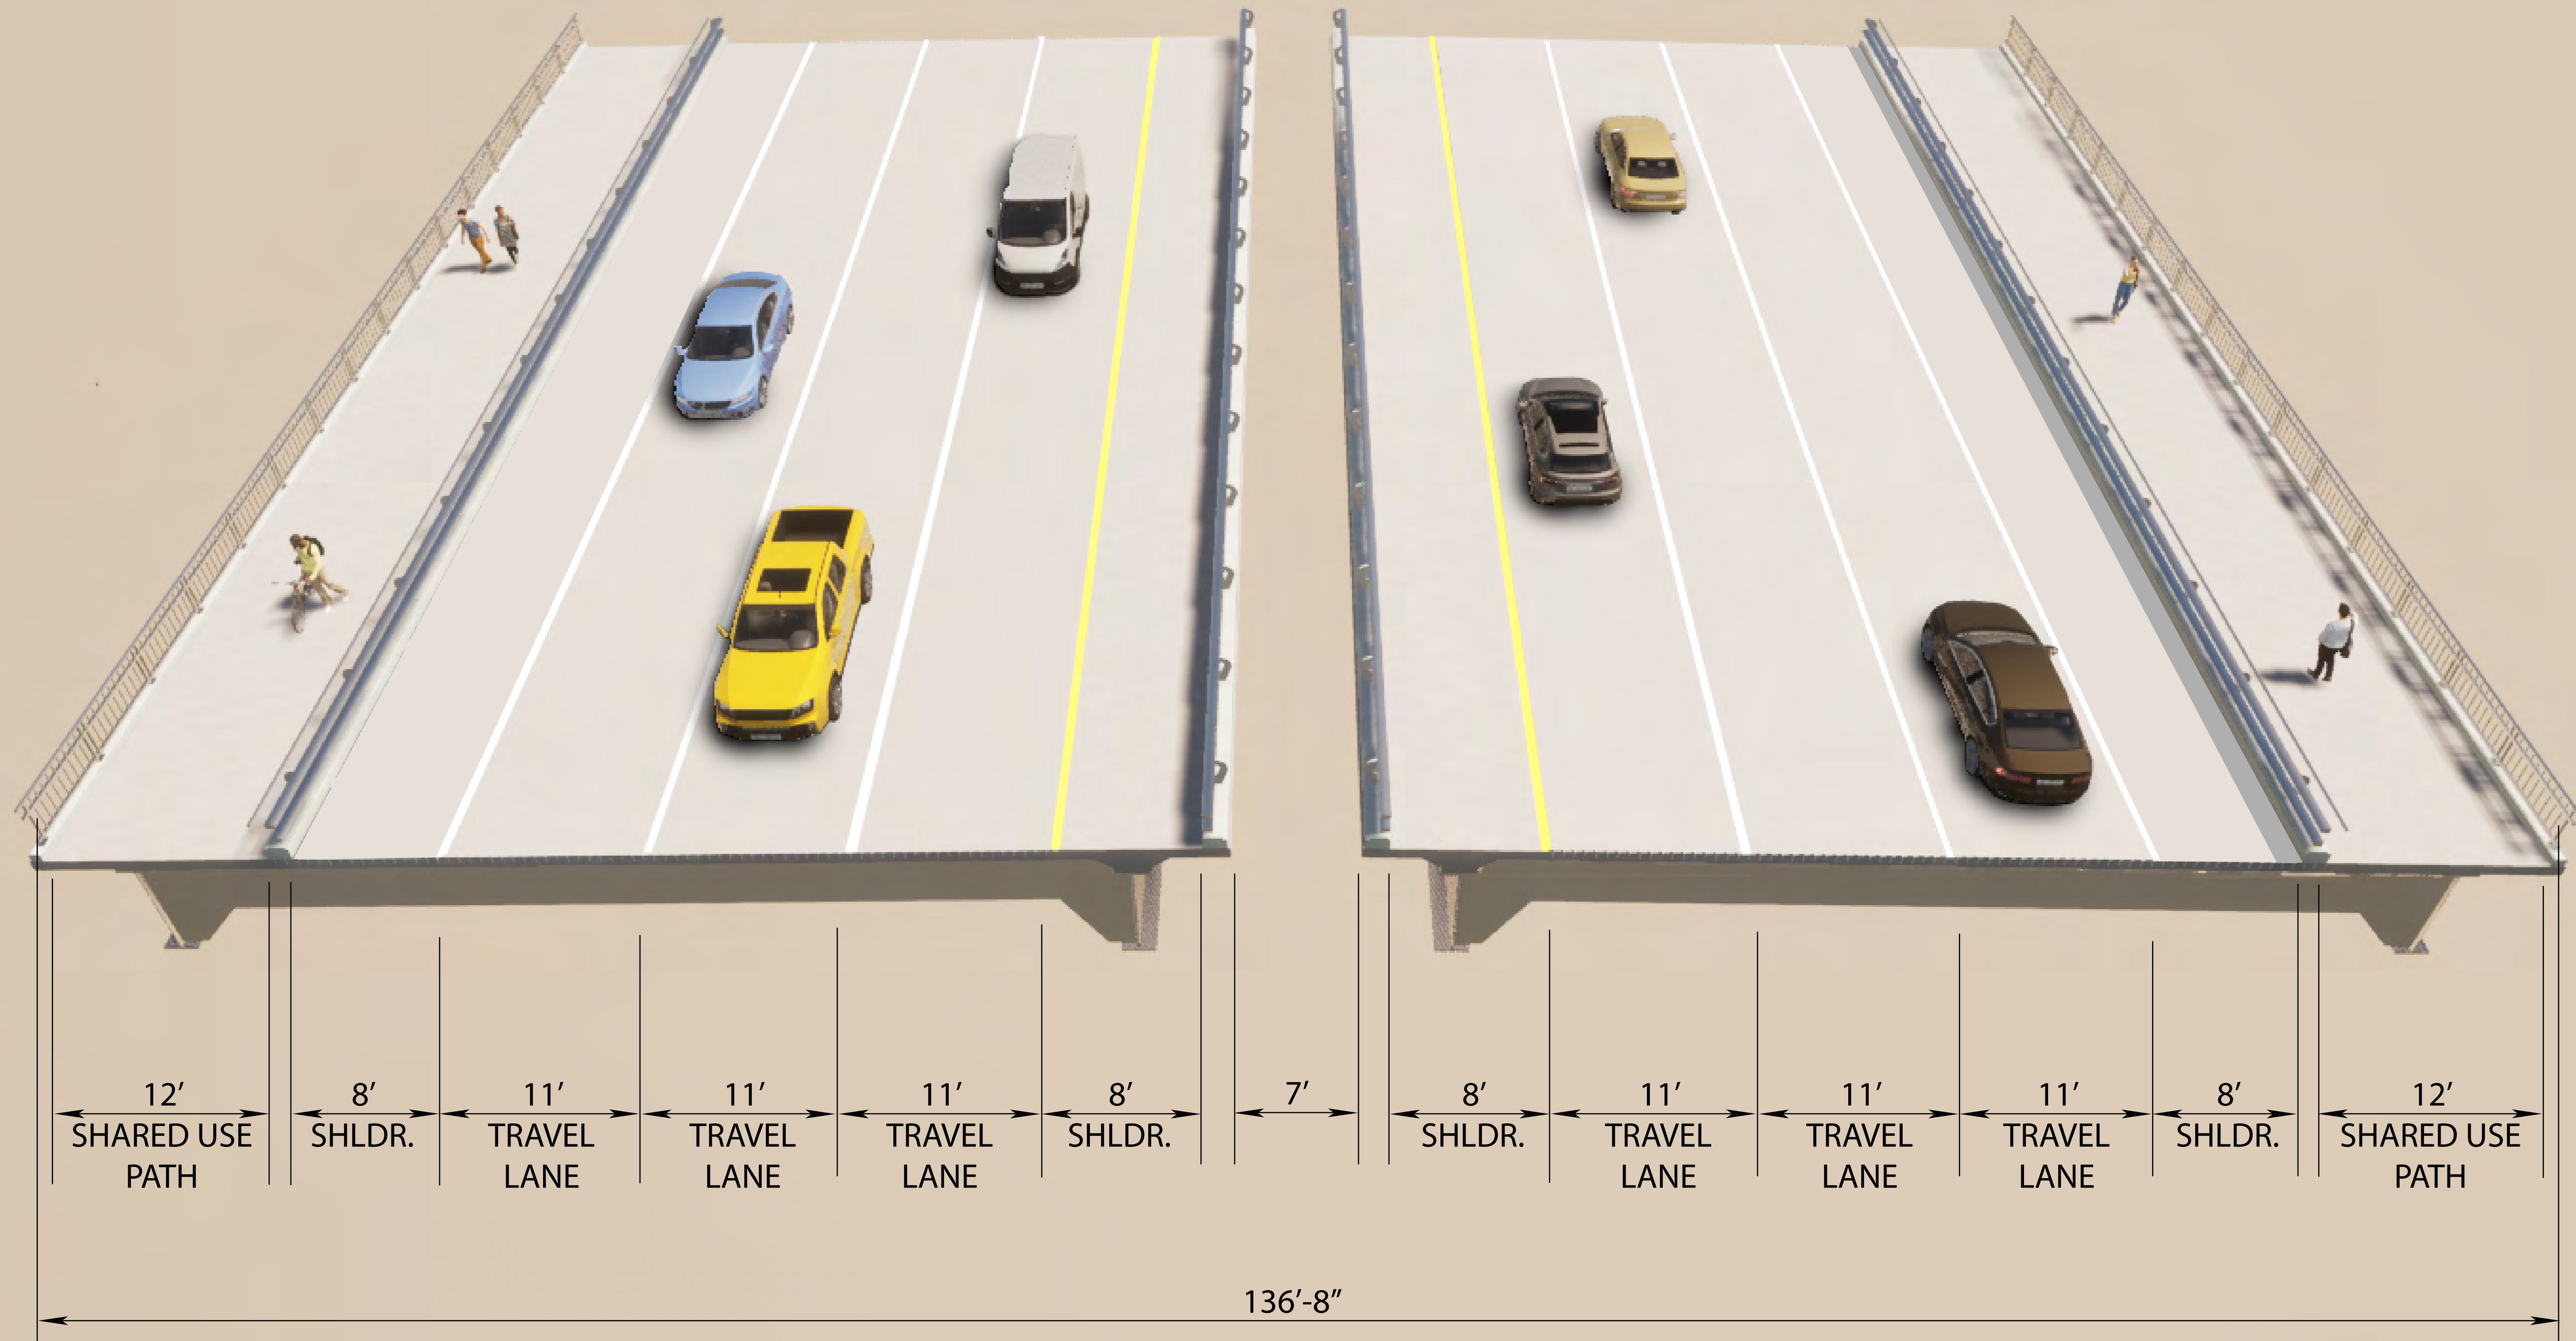 12’ 8’ 11’ 11’ 11’ 8’ 7’ 8’ 11’ 11’ 11’ 8’ 12’
SHARED USE SHLDR. TRAVEL TRAVEL TRAVEL SHLDR. SHLDR. TRAVEL TRAVEL TRAVEL SHLDR. SHARED USE
PATH LANE LANE LANE LANE LANE LANE PATH
136’-8”